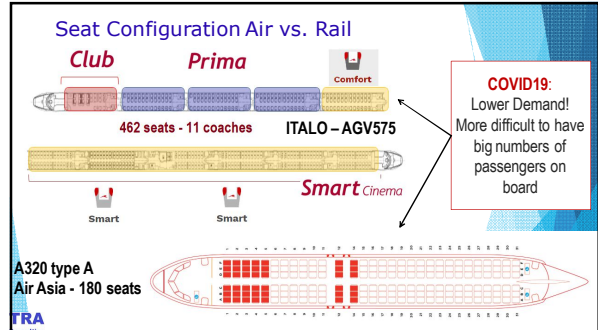 Seat Configuration Air vs. Rail
Club
Prima
Comfort
462 seats - 11 coaches
ITALO – AGV575
Smart Cinema
Smart
Smart
COVID19:
Lower Demand!
More difficult to have
big numbers of
passengers on
board
A320 type A
Air Asia - 180 seats
TRA